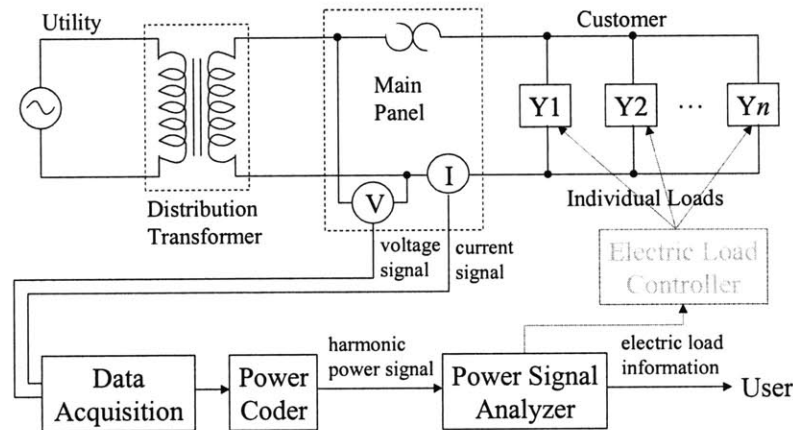 Utility
Customer
Main
Panel
Y1
Y2
...
Yn
V
I
Individual Loads
Distribution
Transformer
voltage
signal
current
signal
Electric Load
Controller
harmonic
power signal
electric load
information
Data
Acquisition
Power
Coder
Power Signal
Analyzer
User